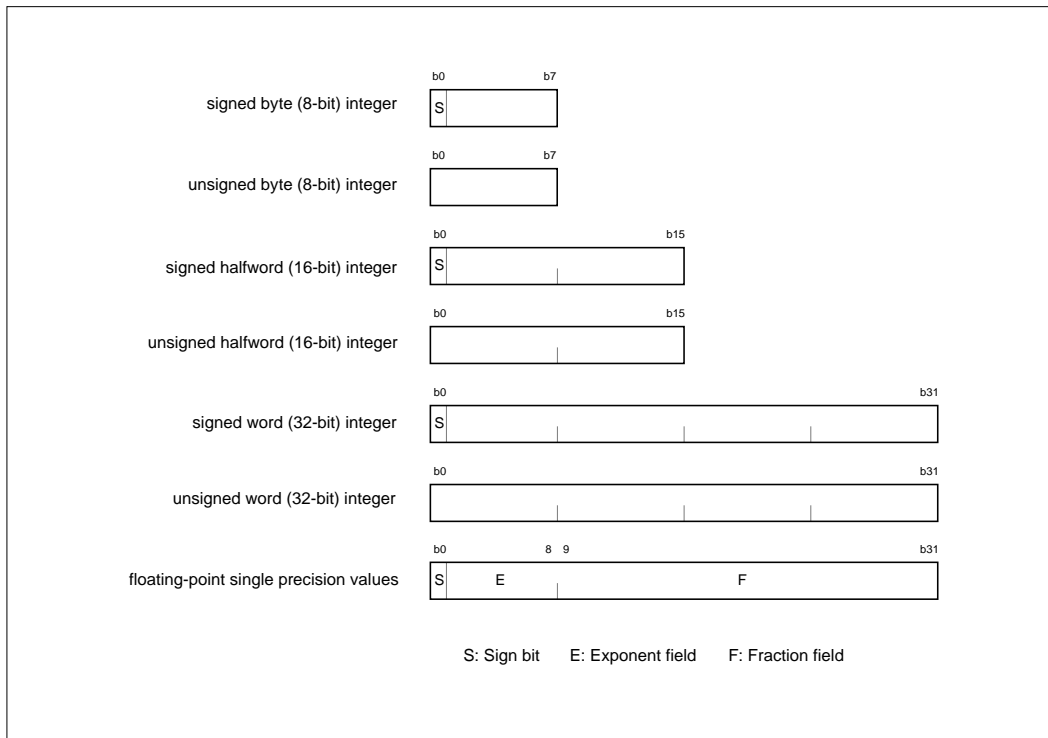 b0 b7
signed byte (8-bit) integer S
b0 b7
unsigned byte (8-bit) integer
b0 b15
signed halfword (16-bit) integer S
b0 b15
unsigned halfword (16-bit) integer
b0 b31
signed word (32-bit) integer S
b0 b31
unsigned word (32-bit) integer
b0 8 9 b31
floating-point single precision values S E F
S: Sign bit E: Exponent field F: Fraction field